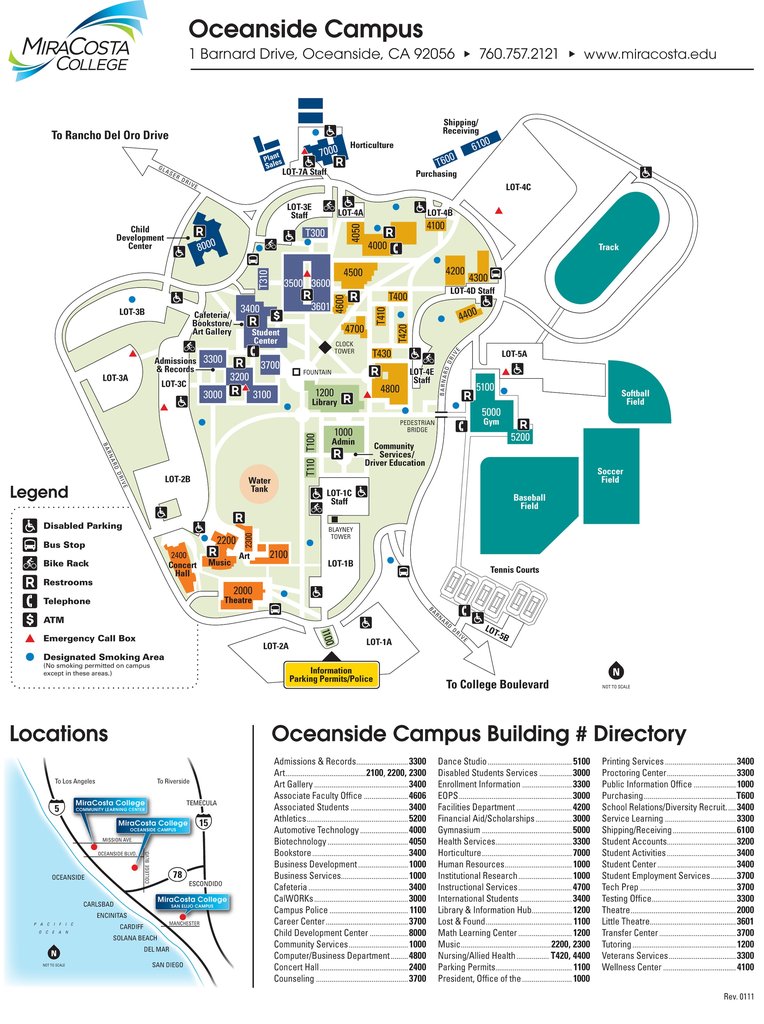 MIRACOSTA
COLLEGE
Oceanside Campus
1 Barnard Drive, Oceanside, CA 92056 ▸ 760.757.2121 ▸ www.miracosta.edu
To Rancho Del Oro Drive
GLASER DRIVE
Plant
Sales
7000
Horticulture
LOT-7A Staff
Shipping/
Receiving
6100
T600
Purchasing
LOT-4C
Track
Child
Development
Center
8000
LOT-3E
Staff
LOT-4A
LOT-4B
T300
4050
4000
4100
T310
3500
3600
3601
4500
4600
4200
4300
LOT-4D Staff
T400
T410
T420
4400
LOT-3B
Cafeteria/
Bookstore/
Art Gallery
3400
Student
Center
4700
CLOCK
TOWER
T430
LOT-4E
Staff
BARNARD DRIVE
LOT-5A
Admissions
& Records
3300
3200
3700
3000
3100
FOUNTAIN
LOT-3A
LOT-3C
1200
Library
4800
5100
5000
Gym
5200
Softball
Field
PEDESTRIAN
BRIDGE
T100
1000
Admin
T110
Community
Services/
Driver Education
BARNARD DRIVE
LOT-2B
Water
Tank
LOT-1C
Staff
BLAYNEY
TOWER
Baseball
Field
Soccer
Field
2400
Concert
Hall
2200
Music
2300
Art
2100
LOT-1B
2000
Theatre
Tennis Courts
BARNARD DRIVE
LOT-5B
LOT-2A
1100
LOT-1A
Information
Parking Permits/Police
To College Boulevard
N
NOT TO SCALE
Legend
Disabled Parking
Bus Stop
Bike Rack
R Restrooms
Telephone
$ ATM
Emergency Call Box
Designated Smoking Area
(No smoking permitted on campus
except in these areas.)
Locations
To Los Angeles
To Riverside
5
MiraCosta College
COMMUNITY LEARNING CENTER
TEMECULA
15
MiraCosta College
OCEANSIDE CAMPUS
MISSION AVE
OCEANSIDE BLVD
COLLEGE BLVD
OCEANSIDE
78
ESCONDIDO
CARLSBAD
MiraCosta College
SAN ELIJO CAMPUS
ENCINITAS
MANCHESTER
PACIFIC
OCEAN
CARDIFF
SOLANA BEACH
DEL MAR
N
NOT TO SCALE
SAN DIEGO
Oceanside Campus Building # Directory
Admissions & Records 3300
Art 2100, 2200, 2300
Art Gallery 3400
Associate Faculty Office 4606
Associated Students 3400
Athletics 5200
Automotive Technology 4000
Biotechnology 4050
Bookstore 3400
Business Development 1000
Business Services 1000
Cafeteria 3400
CalWORKs 3000
Campus Police 1100
Career Center 3700
Child Development Center 8000
Community Services 1000
Computer/Business Department 4800
Concert Hall 2400
Counseling 3700
Dance Studio 5100
Disabled Students Services 3000
Enrollment Information 3300
EOPS 3000
Facilities Department 4200
Financial Aid/Scholarships 3000
Gymnasium 5000
Health Services 3300
Horticulture 7000
Human Resources 1000
Institutional Research 1000
Instructional Services 4700
International Students 3400
Library & Information Hub 1200
Lost & Found 1100
Math Learning Center 1200
Music 2200, 2300
Nursing/Allied Health T420, 4400
Parking Permits 1100
President, Office of the 1000
Printing Services 3400
Proctoring Center 3300
Public Information Office 1000
Purchasing T600
School Relations/Diversity Recruit. 3400
Service Learning 3300
Shipping/Receiving 6100
Student Accounts 3200
Student Activities 3400
Student Center 3400
Student Employment Services 3700
Tech Prep 3700
Testing Office 3300
Theatre 2000
Little Theatre 3601
Transfer Center 3700
Tutoring 1200
Veterans Services 3300
Wellness Center 4100
Rev. 0111